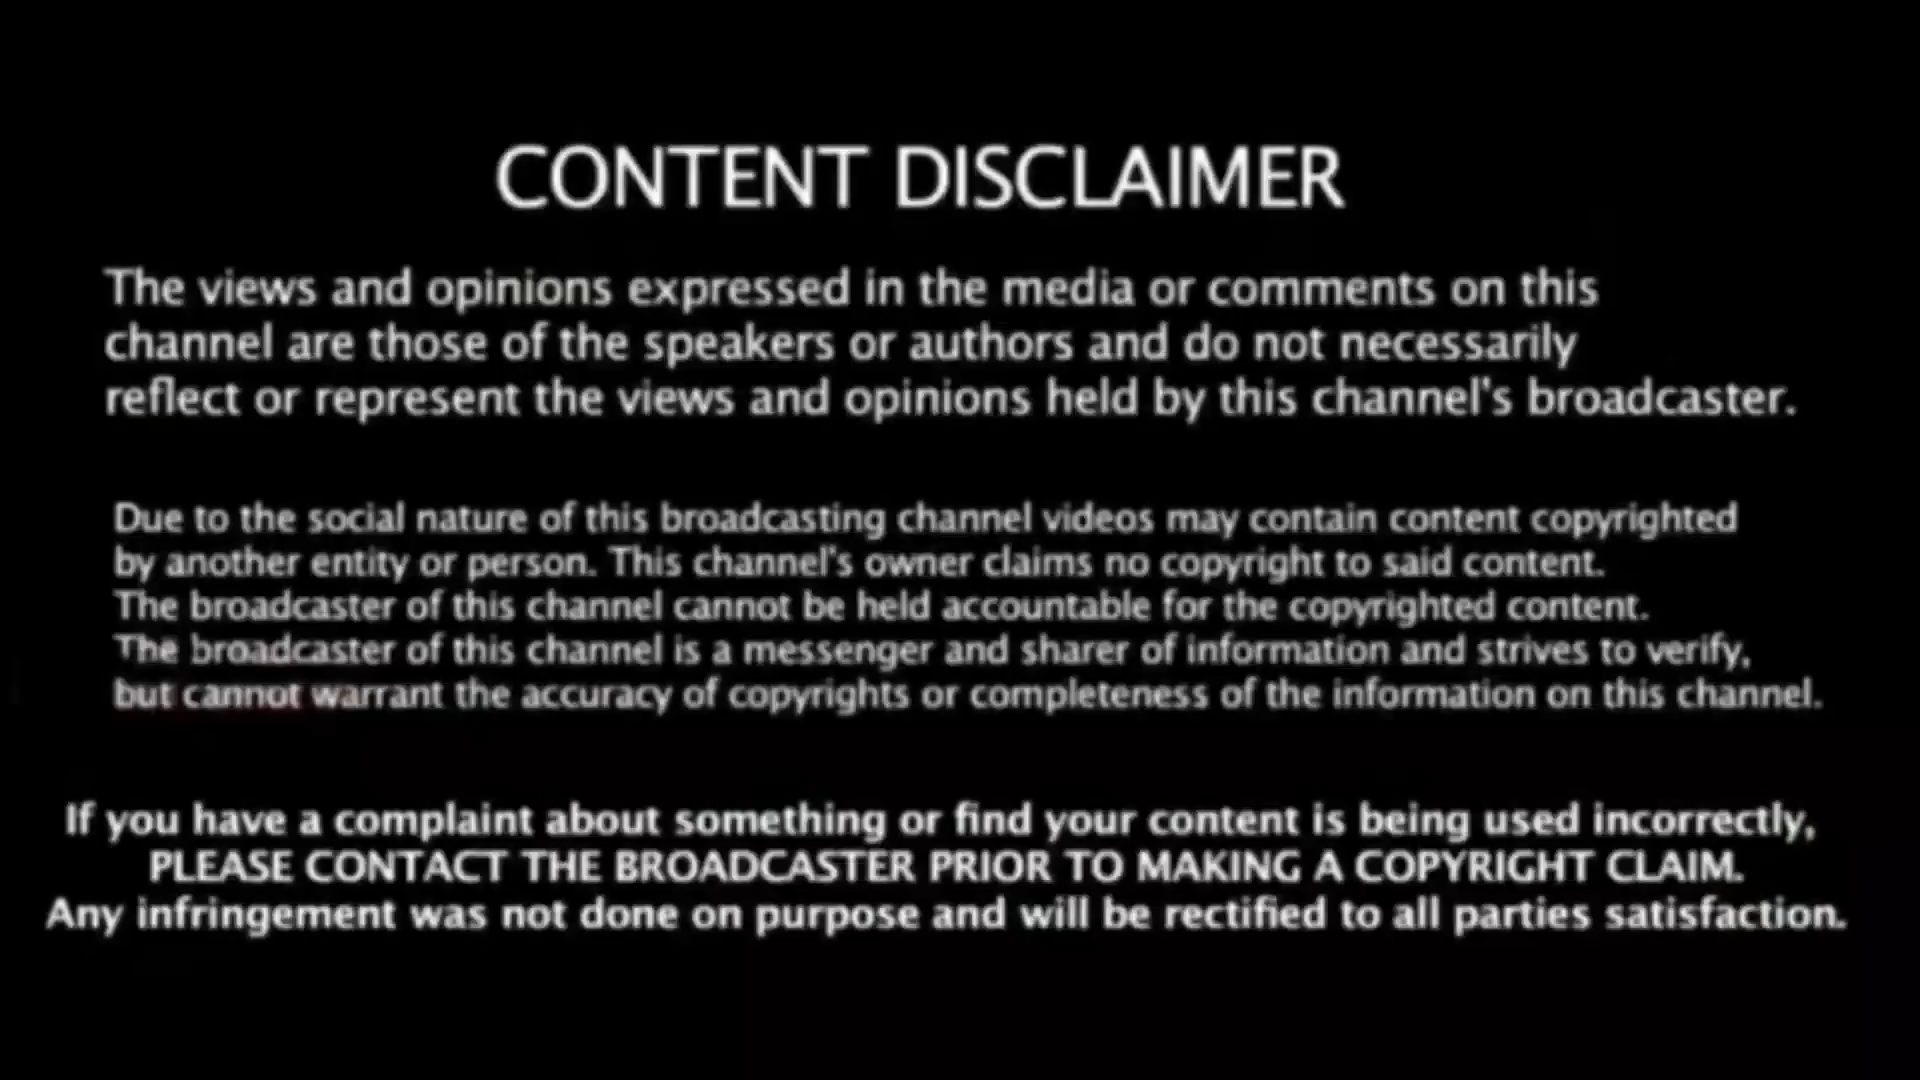 CONTENT DISCLAIMER
The views and opinions expressed in the media or comments on this
channel are those of the speakers or authors and do not necessarily
reflect or represent the views and opinions held by this channel's broadcaster.
Due to the social nature of this broadcasting channel videos may contain content copyrighted
by another entity or person. This channel's owner claims no copyright to said content.
The broadcaster of this channel cannot be held accountable for the copyrighted content.
The broadcaster of this channel is a messenger and sharer of information and strives to verify,
but cannot warrant the accuracy of copyrights or completeness of the information on this channel.
If you have a complaint about something or find your content is being used incorrectly,
PLEASE CONTACT THE BROADCASTER PRIOR TO MAKING A COPYRIGHT CLAIM.
Any infringement was not done on purpose and will be rectified to all parties satisfaction.